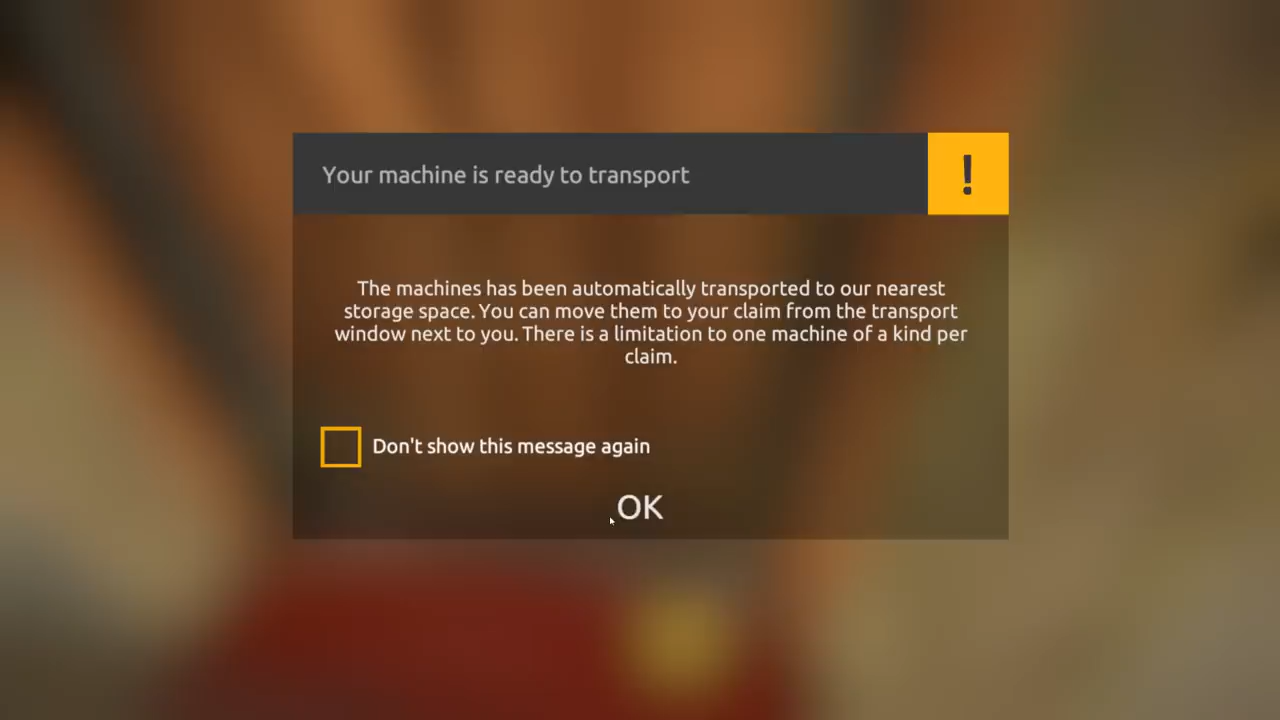 Your machine is ready to transport
!
The machines has been automatically transported to our nearest
storage space. You can move them to your claim from the transport
window next to you. There is a limitation to one machine of a kind per
claim.
Don't show this message again
OK